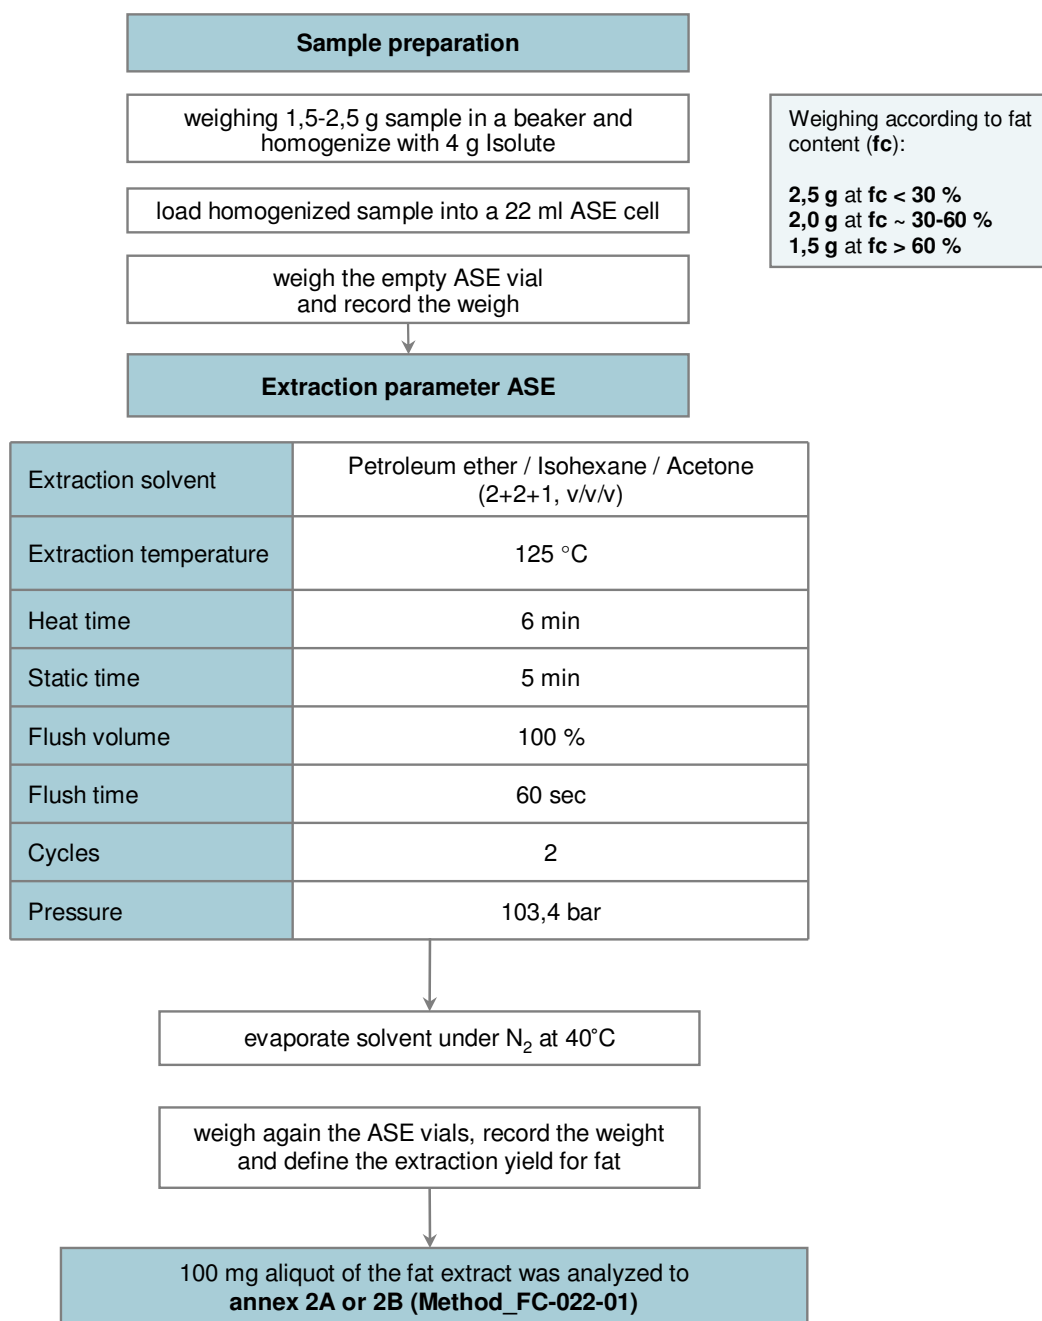 Sample preparation
weighing 1,5-2,5 g sample in a beaker and
homogenize with 4 g Isolute
Weighing according to fat
content (fc):
2,5 g at fc < 30 %
2,0 g at fc ~ 30-60 %
1,5 g at fc > 60 %
load homogenized sample into a 22 ml ASE cell
weigh the empty ASE vial
and record the weigh
Extraction parameter ASE
Extraction solvent
Petroleum ether / Isohexane / Acetone
(2+2+1, v/v/v)
Extraction temperature
125 °C
Heat time
6 min
Static time
5 min
Flush volume
100 %
Flush time
60 sec
Cycles
2
Pressure
103,4 bar
evaporate solvent under N₂ at 40°C
weigh again the ASE vials, record the weight
and define the extraction yield for fat
100 mg aliquot of the fat extract was analyzed to
annex 2A or 2B (Method_FC-022-01)